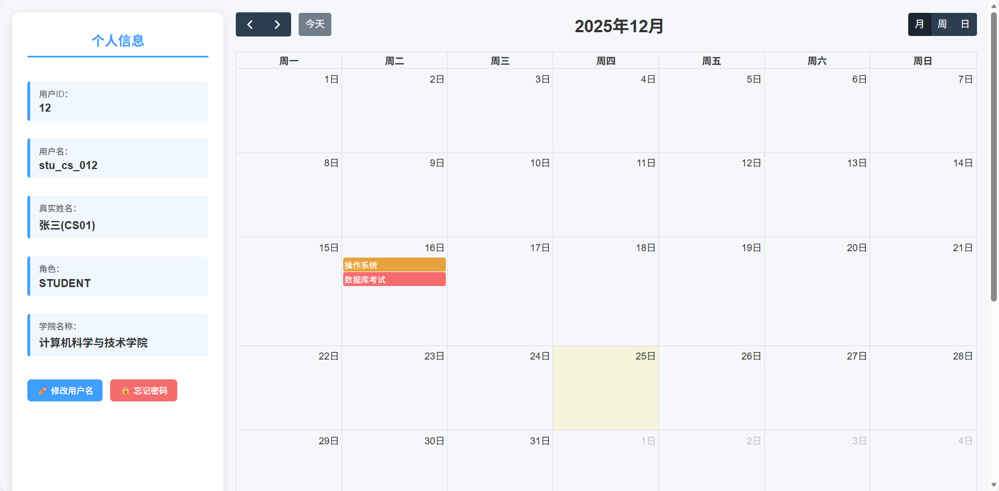 个人信息
用户ID：
12
用户名：
stu_cs_012
真实姓名：
张三(CS01)
角色：
STUDENT
学院名称：
计算机科学与技术学院
修改用户名 忘记密码
今天 2025年12月 月 周 日
周一 周二 周三 周四 周五 周六 周日
1日 2日 3日 4日 5日 6日 7日
8日 9日 10日 11日 12日 13日 14日
15日 16日 17日 18日 19日 20日 21日
操作系统
数据库考试
22日 23日 24日 25日 26日 27日 28日
29日 30日 31日 1日 2日 3日 4日